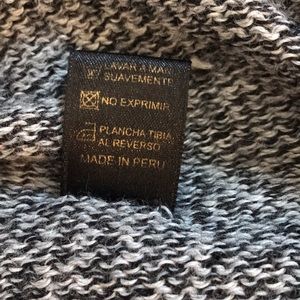 LAVAR A MANO
SUAVEMENTE
NO EXPRIMIR
PLANCHA TIBIA
AL REVERSO
MADE IN PERU